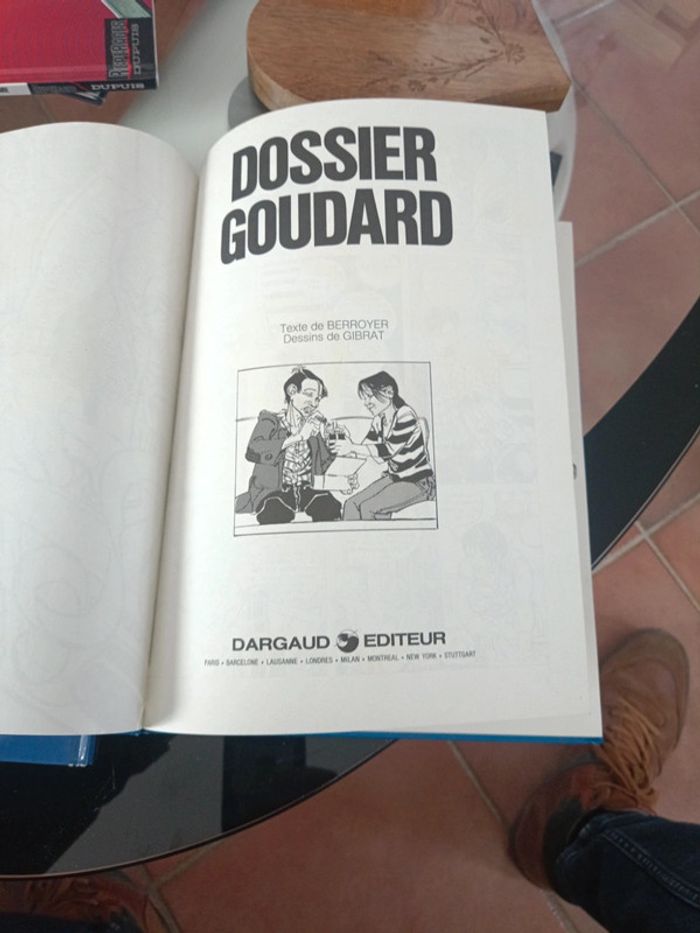 DUPUIS
DUPUIS
DOSSIER
GOUDARD
Texte de BERROYER
Dessins de GIBRAT
DARGAUD EDITEUR
PARIS • BARCELONE • LAUSANNE • LONDRES • MILAN • MONTREAL • NEW YORK • STUTTGART